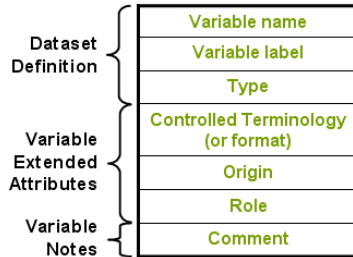 Dataset
Definition
Variable name
Variable label
Type
Variable
Extended
Attributes
Controlled Terminology
(or format)
Origin
Role
Variable
Notes
Comment